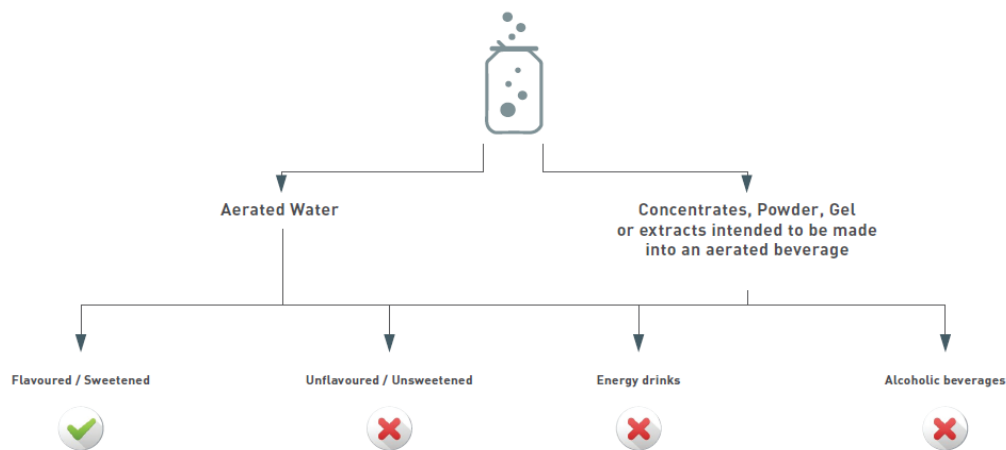 Aerated Water
Concentrates, Powder, Gel
or extracts intended to be made
into an aerated beverage
Flavoured / Sweetened
Unflavoured / Unsweetened
Energy drinks
Alcoholic beverages